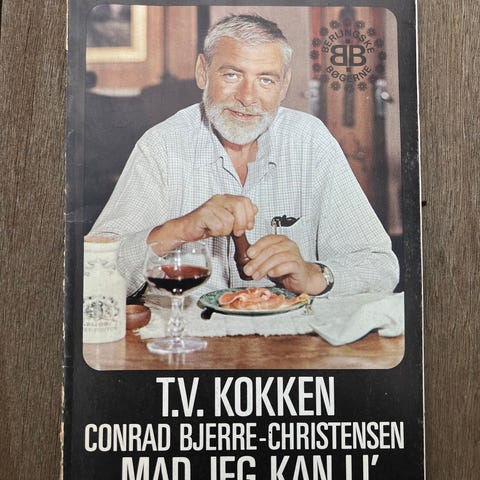 BERLINGSKE
BB
BØGERNE
T.V. KOKKEN
CONRAD BJERRE-CHRISTENSEN
MAD JEG KAN LI'